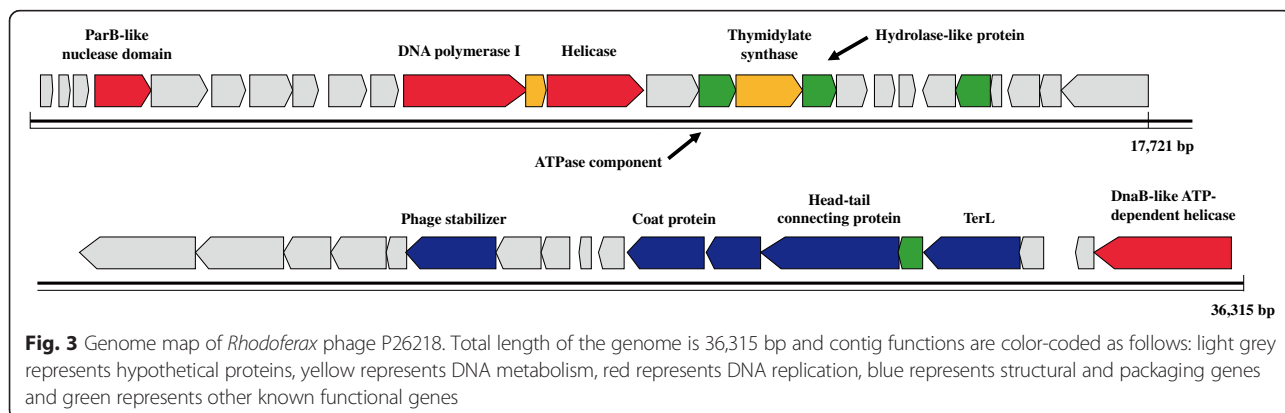 ParB-like
nuclease domain
DNA polymerase I
Helicase
Thymidylate
synthase
Hydrolase-like protein
ATPase component
17,721 bp
Phage stabilizer
Coat protein
Head-tail
connecting protein
TerL
DnaB-like ATP-
dependent helicase
36,315 bp
Fig. 3 Genome map of Rhodoferax phage P26218. Total length of the genome is 36,315 bp and contig functions are color-coded as follows: light grey
represents hypothetical proteins, yellow represents DNA metabolism, red represents DNA replication, blue represents structural and packaging genes
and green represents other known functional genes